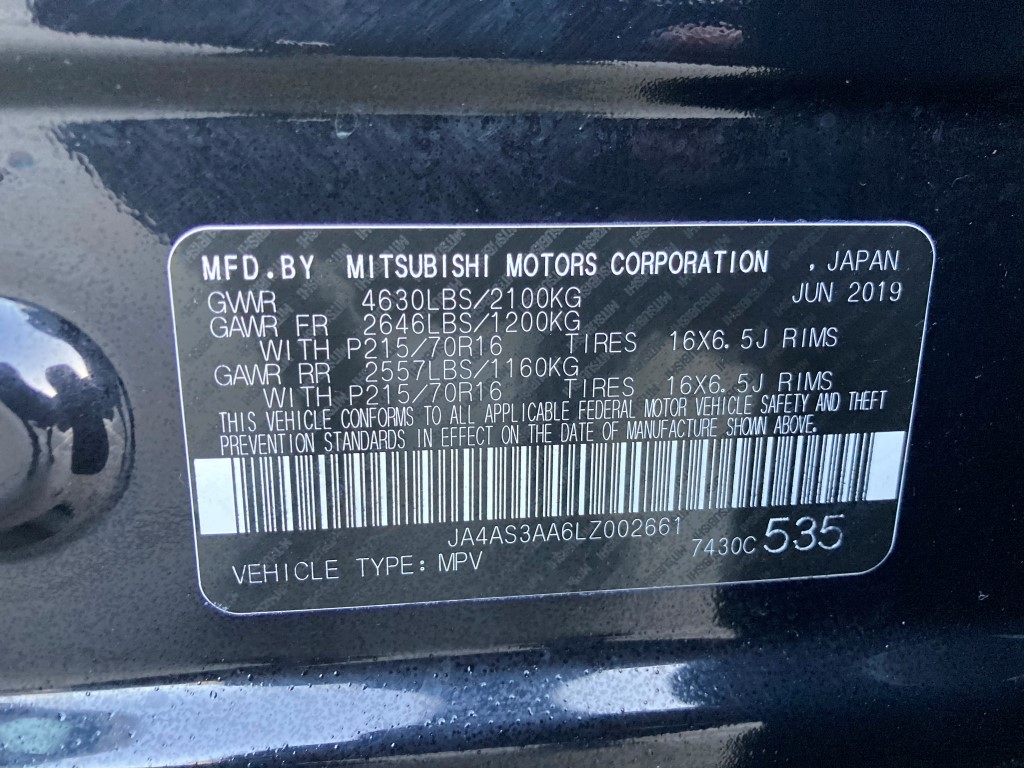 MFD.BY MITSUBISHI MOTORS CORPORATION , JAPAN
JUN 2019
GVWR 4630LBS/2100KG
GAWR FR 2646LBS/1200KG
WITH P215/70R16 TIRES 16X6.5J RIMS
GAWR RR 2557LBS/1160KG
WITH P215/70R16 TIRES 16X6.5J RIMS
THIS VEHICLE CONFORMS TO ALL APPLICABLE FEDERAL MOTOR VEHICLE SAFETY AND THEFT
PREVENTION STANDARDS IN EFFECT ON THE DATE OF MANUFACTURE SHOWN ABOVE.
JA4AS3AA6LZ002661
7430C 535
VEHICLE TYPE: MPV